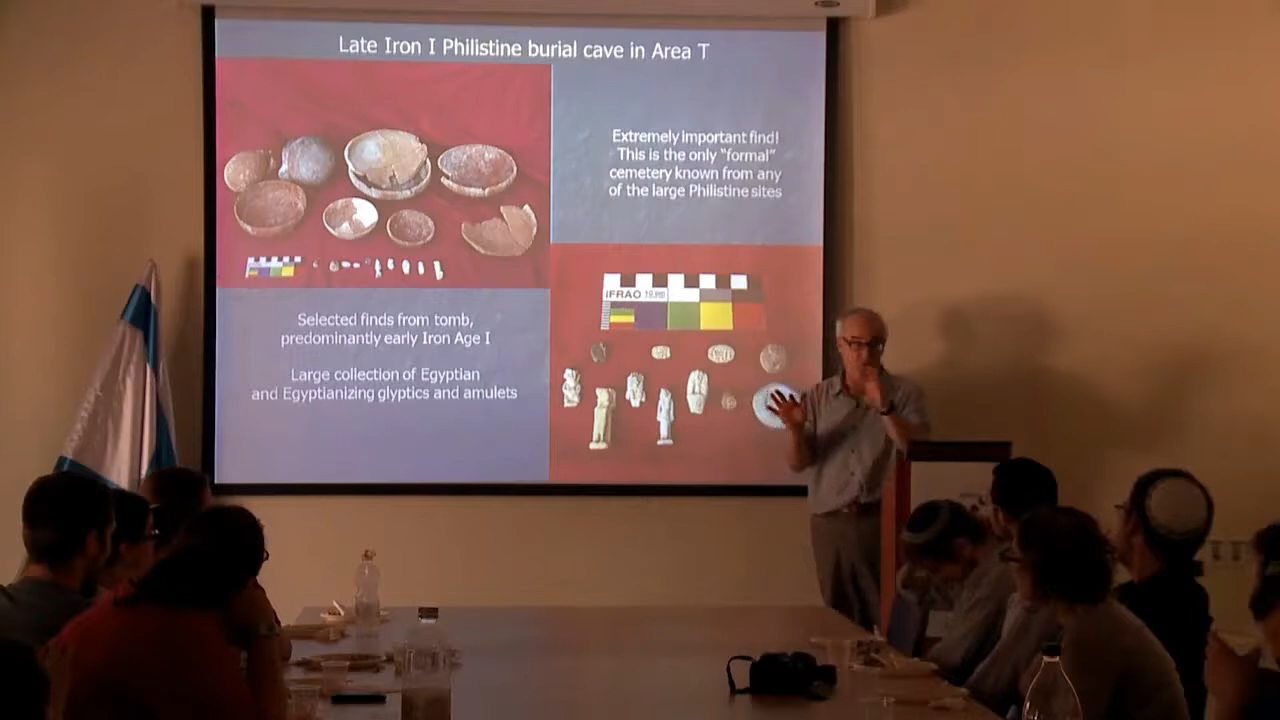 Late Iron I Philistine burial cave in Area T
Extremely important find!
This is the only "formal"
cemetery known from any
of the large Philistine sites
Selected finds from tomb,
predominantly early Iron Age I
Large collection of Egyptian
and Egyptianizing glyptics and amulets
IFRAO 10 cm